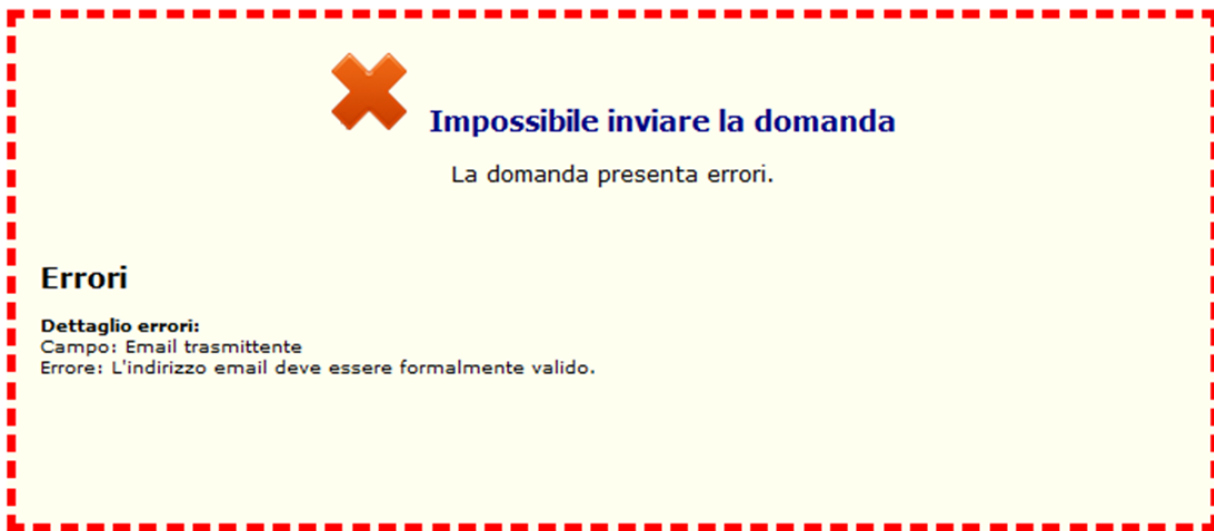 Impossibile inviare la domanda
La domanda presenta errori.
Errori
Dettaglio errori:
Campo: Email trasmittente
Errore: L'indirizzo email deve essere formalmente valido.